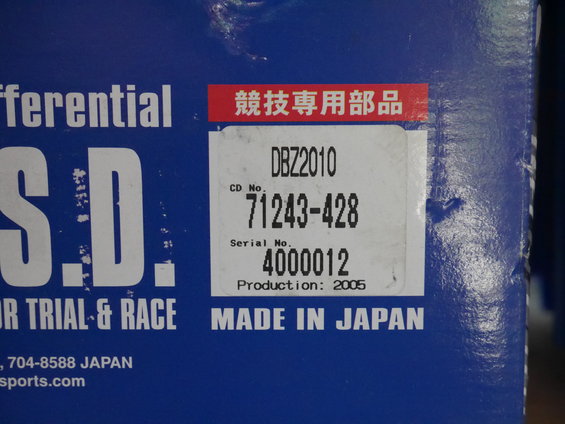 fferential
競技専用部品
DBZ2010
CD No.
71243-428
S.D.
Serial No.
4000012
Production: 2005
OR TRIAL & RACE
MADE IN JAPAN
, 704-8588 JAPAN
sports.com